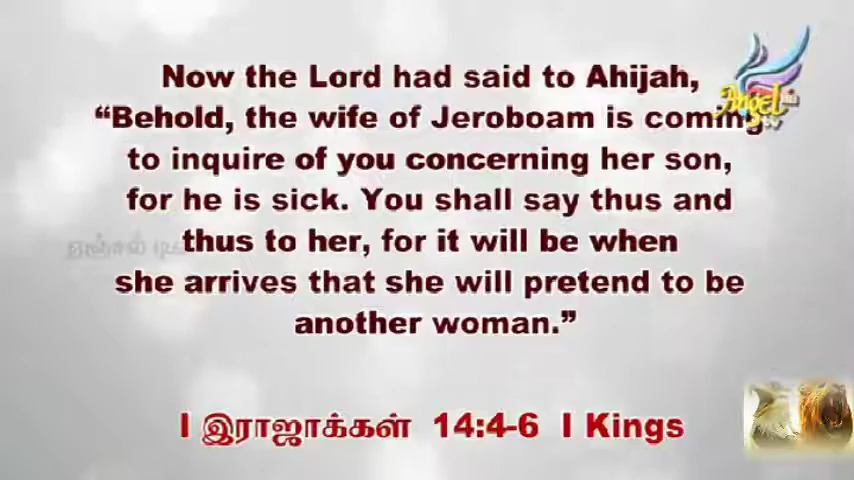 Now the Lord had said to Ahijah,
“Behold, the wife of Jeroboam is coming
to inquire of you concerning her son,
for he is sick. You shall say thus and
thus to her, for it will be when
she arrives that she will pretend to be
another woman.”
I இராஜாக்கள் 14:4-6 I Kings
Angel
TV